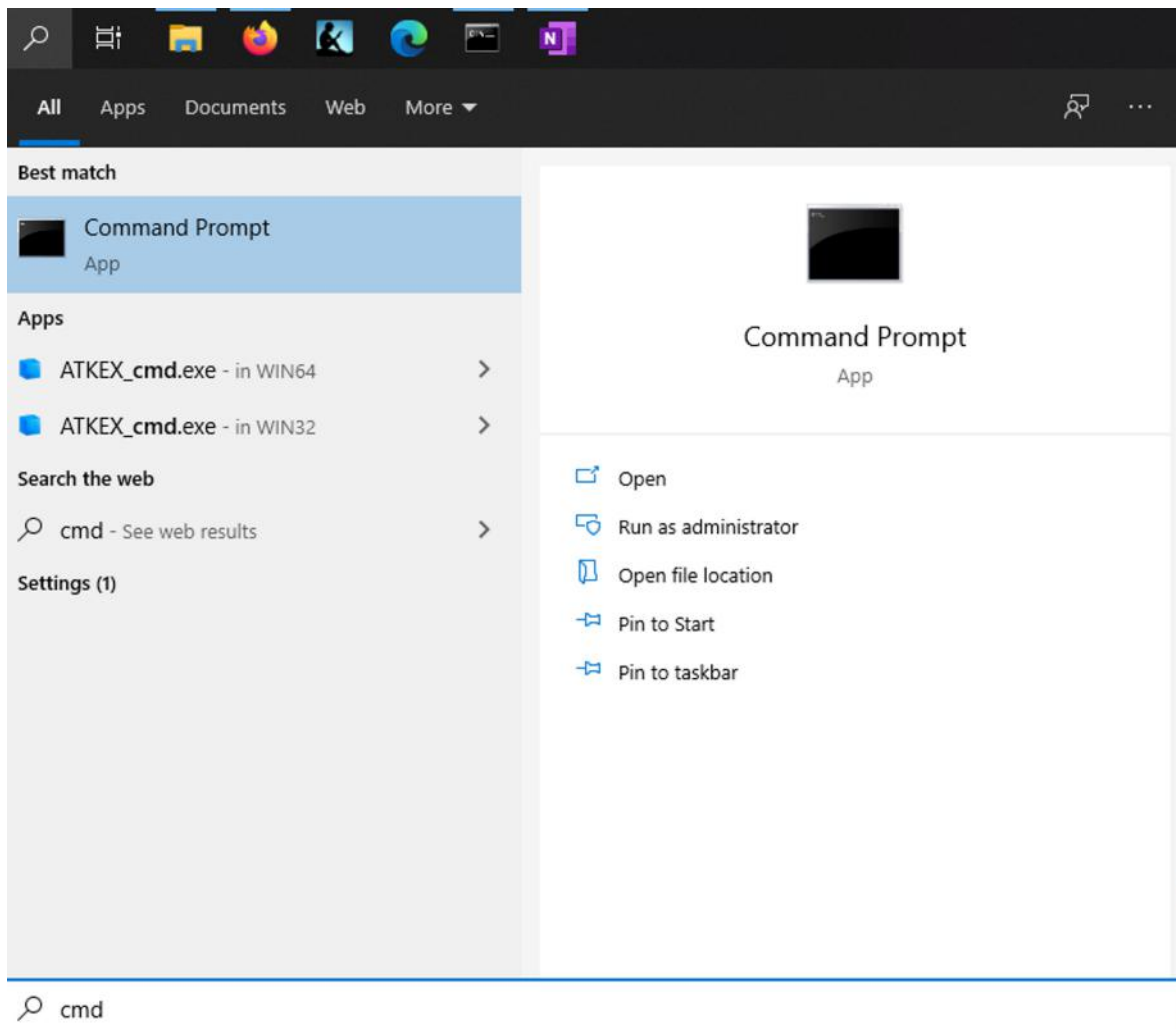 All Apps Documents Web More
Best match
Command Prompt
App
Apps
ATKEX_cmd.exe - in WIN64
ATKEX_cmd.exe - in WIN32
Search the web
cmd - See web results
Settings (1)
Command Prompt
App
Open
Run as administrator
Open file location
Pin to Start
Pin to taskbar
cmd